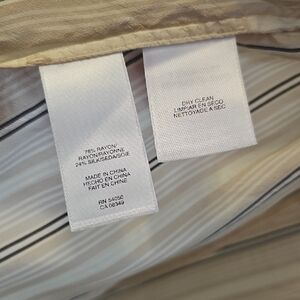 76% RAYON/
RAYON/RAYONNE
24% SILK/SEDA/SOIE
MADE IN CHINA
HECHO EN CHINA
FAIT EN CHINE
RN 54050
CA 08349
DRY CLEAN
LIMPIAR EN SECO
NETTOYAGE A SEC